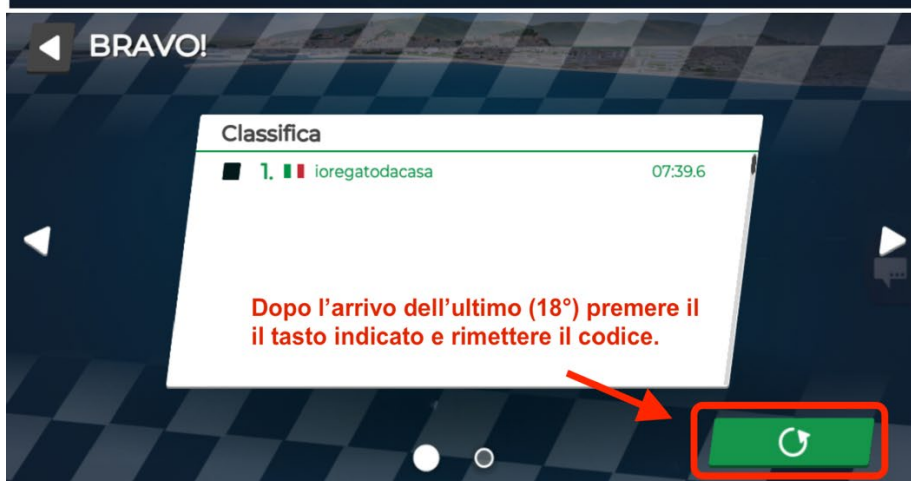 BRAVO!
Classifica
1. ioregatodacasa 07:39.6
Dopo l’arrivo dell’ultimo (18°) premere il
il tasto indicato e rimettere il codice.